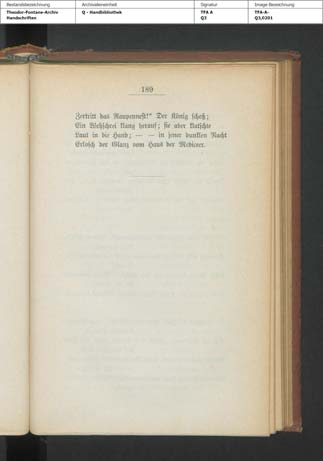 Bestandsbezeichnung Archivalieneinheit Signatur Image Bezeichnung
Theodor-Fontane-Archiv Q - Handbibliothek TFA A TFA-A-
Handschriften Q3 Q3,0201
189
Zertritt das Raupennest!“ Der König schoß;
Ein Wehschrei klang herauf; sie aber klatschte
Laut in die Hand; — — in jener dunklen Nacht
Erlosch der Glanz vom Haus der Mediceer.